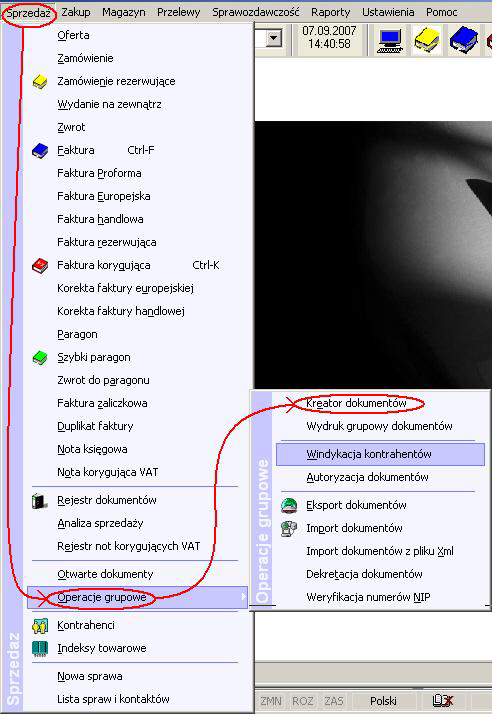 Sprzedaż Zakup Magazyn Przelewy Sprawozdawczość Raporty Ustawienia Pomoc
07.09.2007
14:40:58
Oferta
Zamówienie
Zamówienie rezerwujące
Wydanie na zewnątrz
Zwrot
Faktura Ctrl-F
Faktura Proforma
Faktura Europejska
Faktura handlowa
Faktura rezerwująca
Faktura korygująca Ctrl-K
Korekta faktury europejskiej
Korekta faktury handlowej
Paragon
Szybki paragon
Zwrot do paragonu
Faktura zaliczkowa
Duplikat faktury
Nota księgowa
Nota korygująca VAT
Rejestr dokumentów
Analiza sprzedaży
Rejestr not korygujących VAT
Otwarte dokumenty
Operacje grupowe
Kontrahenci
Indeksy towarowe
Nowa sprawa
Lista spraw i kontaktów
Sprzedaż
Kreator dokumentów
Wydruk grupowy dokumentów
Windykacja kontrahentów
Autoryzacja dokumentów
Eksport dokumentów
Import dokumentów
Import dokumentów z pliku Xml
Dekretacja dokumentów
Weryfikacja numerów NIP
Operacje grupowe
ZMN ROZ ZAS Polski